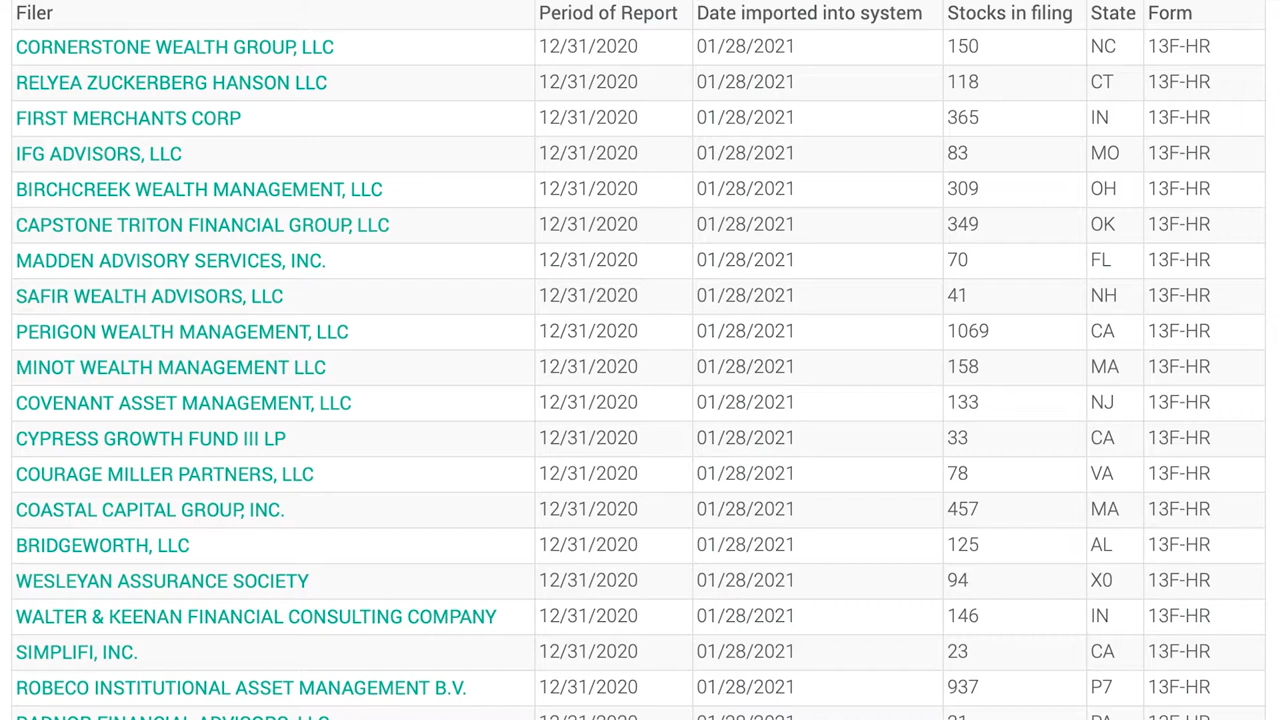 Filer Period of Report Date imported into system Stocks in filing State Form
CORNERSTONE WEALTH GROUP, LLC 12/31/2020 01/28/2021 150 NC 13F-HR
RELYEA ZUCKERBERG HANSON LLC 12/31/2020 01/28/2021 118 CT 13F-HR
FIRST MERCHANTS CORP 12/31/2020 01/28/2021 365 IN 13F-HR
IFG ADVISORS, LLC 12/31/2020 01/28/2021 83 MO 13F-HR
BIRCHCREEK WEALTH MANAGEMENT, LLC 12/31/2020 01/28/2021 309 OH 13F-HR
CAPSTONE TRITON FINANCIAL GROUP, LLC 12/31/2020 01/28/2021 349 OK 13F-HR
MADDEN ADVISORY SERVICES, INC. 12/31/2020 01/28/2021 70 FL 13F-HR
SAFIR WEALTH ADVISORS, LLC 12/31/2020 01/28/2021 41 NH 13F-HR
PERIGON WEALTH MANAGEMENT, LLC 12/31/2020 01/28/2021 1069 CA 13F-HR
MINOT WEALTH MANAGEMENT LLC 12/31/2020 01/28/2021 158 MA 13F-HR
COVENANT ASSET MANAGEMENT, LLC 12/31/2020 01/28/2021 133 NJ 13F-HR
CYPRESS GROWTH FUND III LP 12/31/2020 01/28/2021 33 CA 13F-HR
COURAGE MILLER PARTNERS, LLC 12/31/2020 01/28/2021 78 VA 13F-HR
COASTAL CAPITAL GROUP, INC. 12/31/2020 01/28/2021 457 MA 13F-HR
BRIDGEWORTH, LLC 12/31/2020 01/28/2021 125 AL 13F-HR
WESLEYAN ASSURANCE SOCIETY 12/31/2020 01/28/2021 94 X0 13F-HR
WALTER & KEENAN FINANCIAL CONSULTING COMPANY 12/31/2020 01/28/2021 146 IN 13F-HR
SIMPLIFI, INC. 12/31/2020 01/28/2021 23 CA 13F-HR
ROBECO INSTITUTIONAL ASSET MANAGEMENT B.V. 12/31/2020 01/28/2021 937 P7 13F-HR